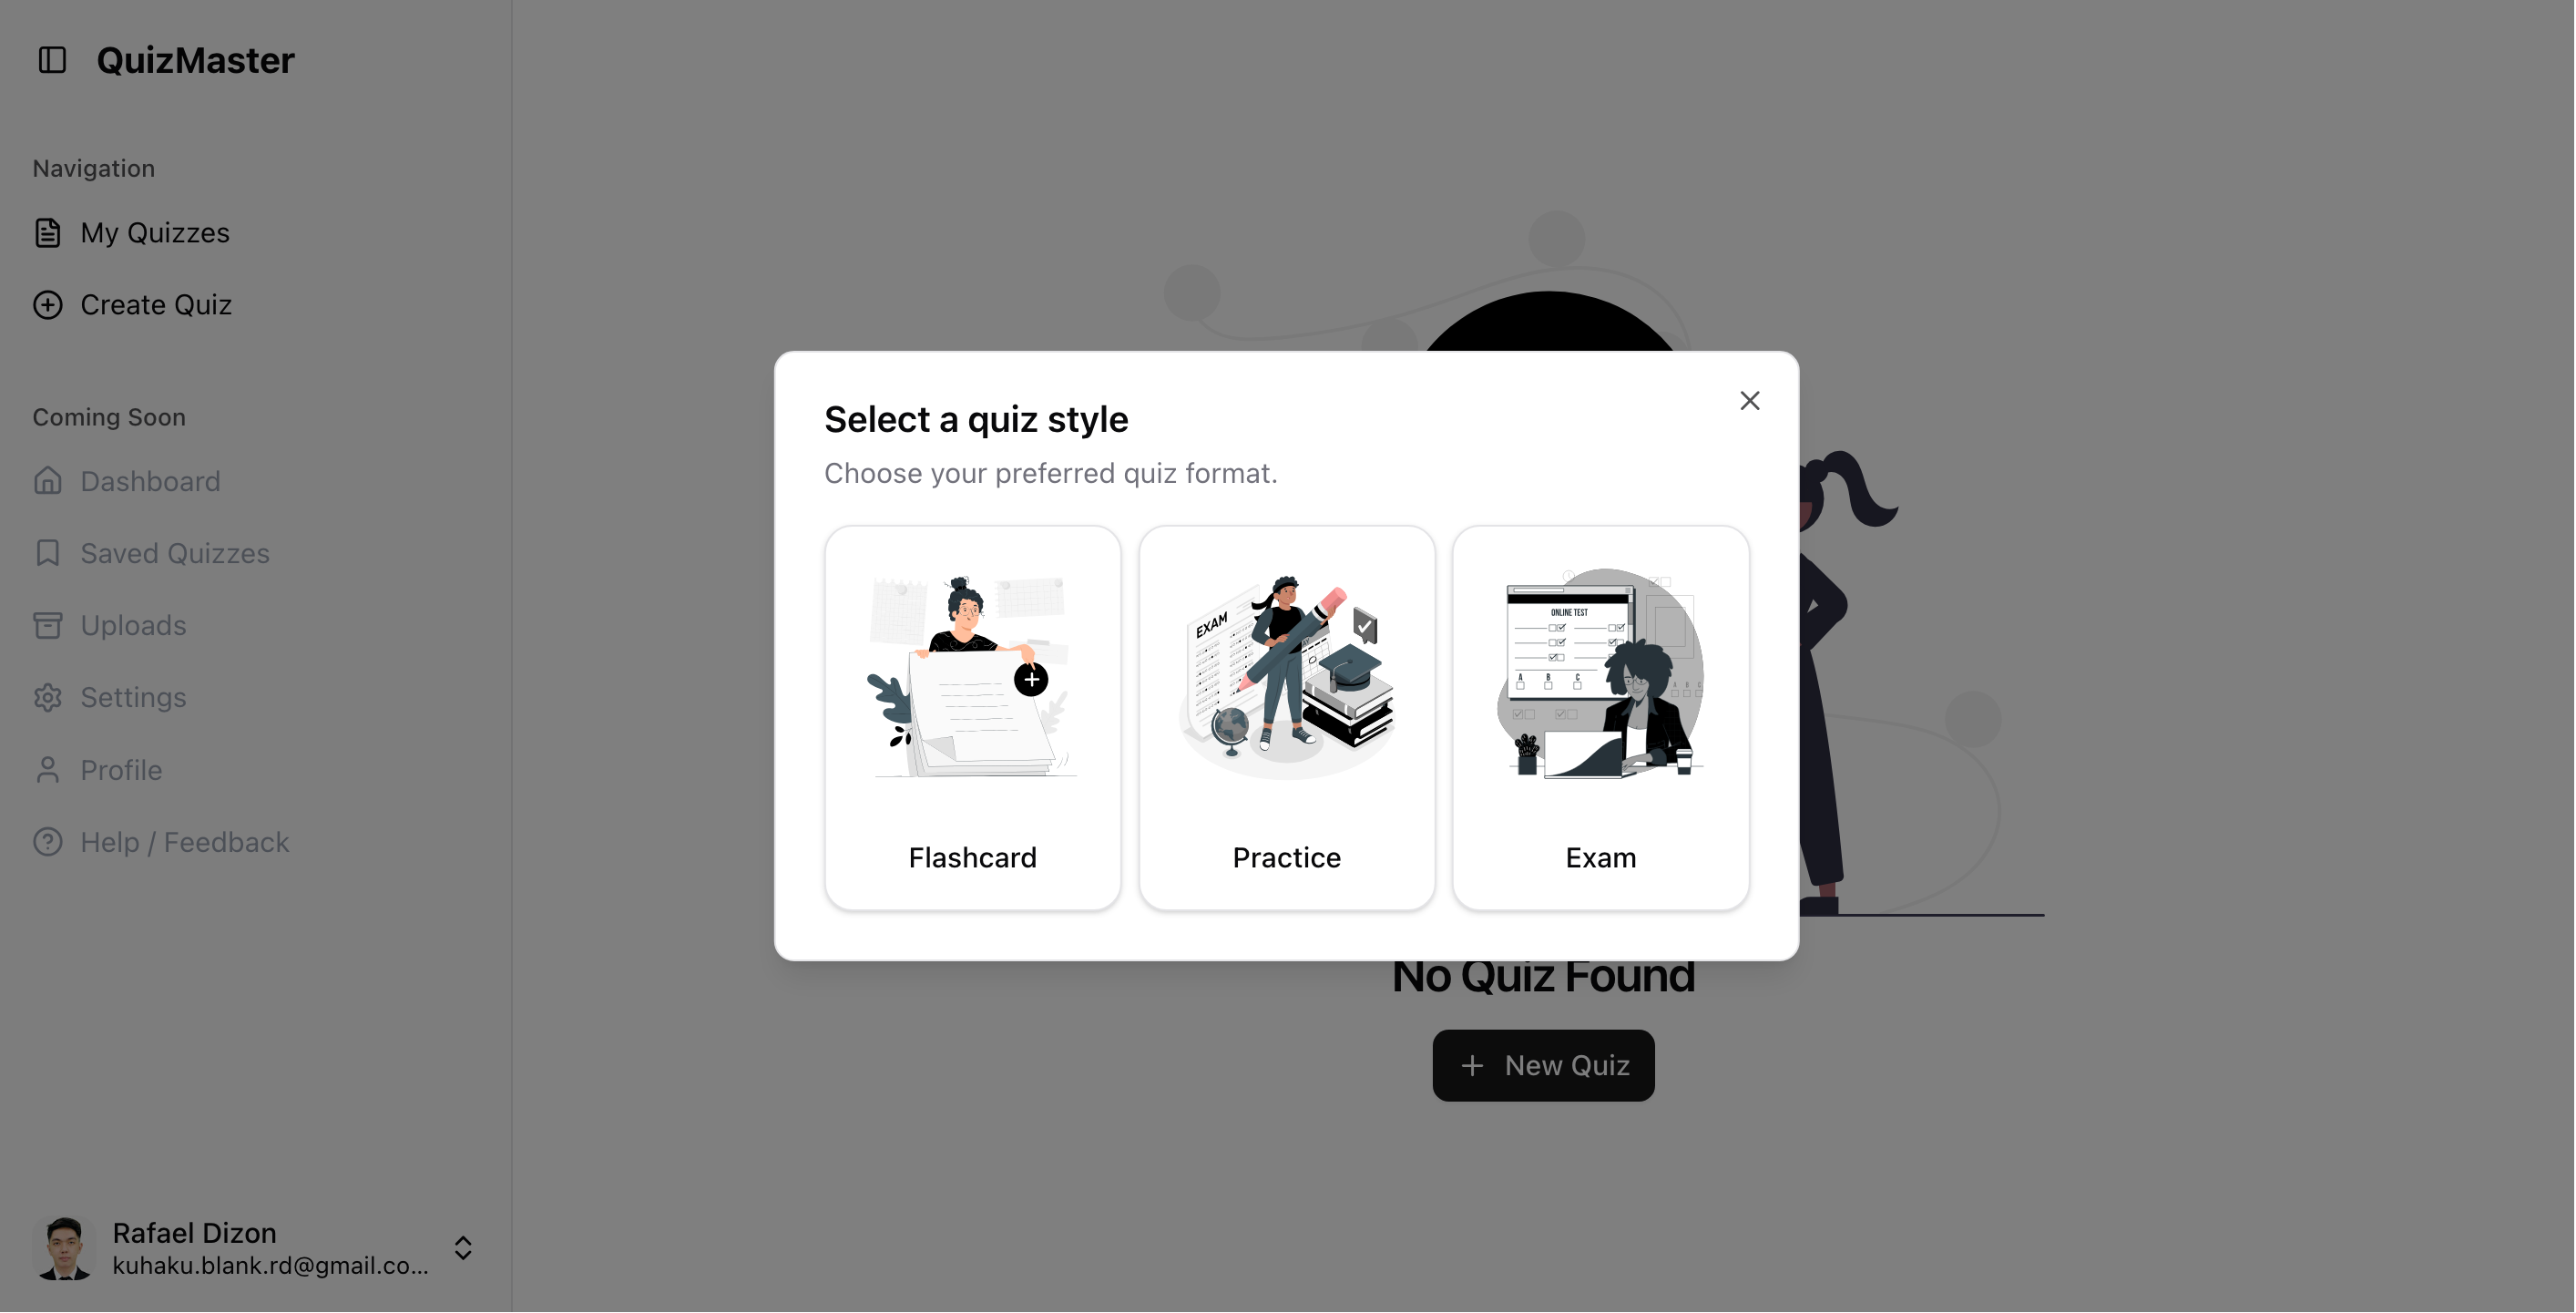 QuizMaster
Navigation
My Quizzes
Create Quiz
Coming Soon
Dashboard
Saved Quizzes
Uploads
Settings
Profile
Help / Feedback
Rafael Dizon
kuhaku.blank.rd@gmail.co...
Select a quiz style
Choose your preferred quiz format.
EXAM
ONLINE TEST
A B C
A B C
Flashcard
Practice
Exam
No Quiz Found
New Quiz